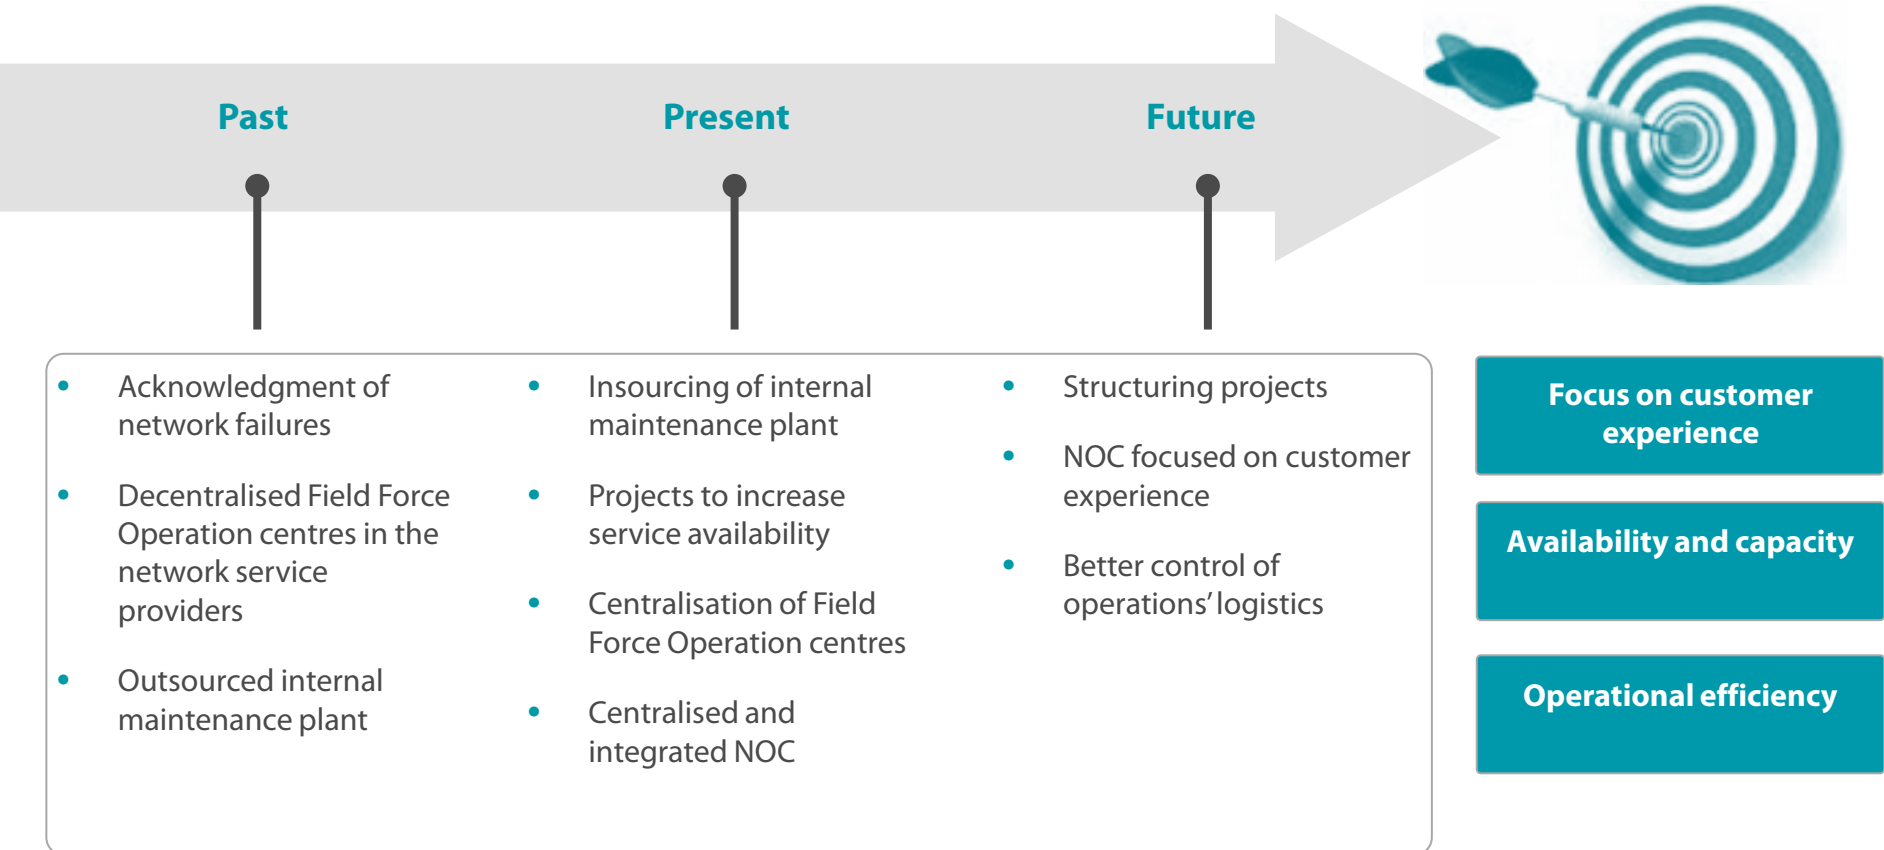 Past
Present
Future
• Acknowledgment of
network failures
• Decentralised Field Force
Operation centres in the
network service
providers
• Outsourced internal
maintenance plant
• Insourcing of internal
maintenance plant
• Projects to increase
service availability
• Centralisation of Field
Force Operation centres
• Centralised and
integrated NOC
• Structuring projects
• NOC focused on customer
experience
• Better control of
operations’ logistics
Focus on customer
experience
Availability and capacity
Operational efficiency